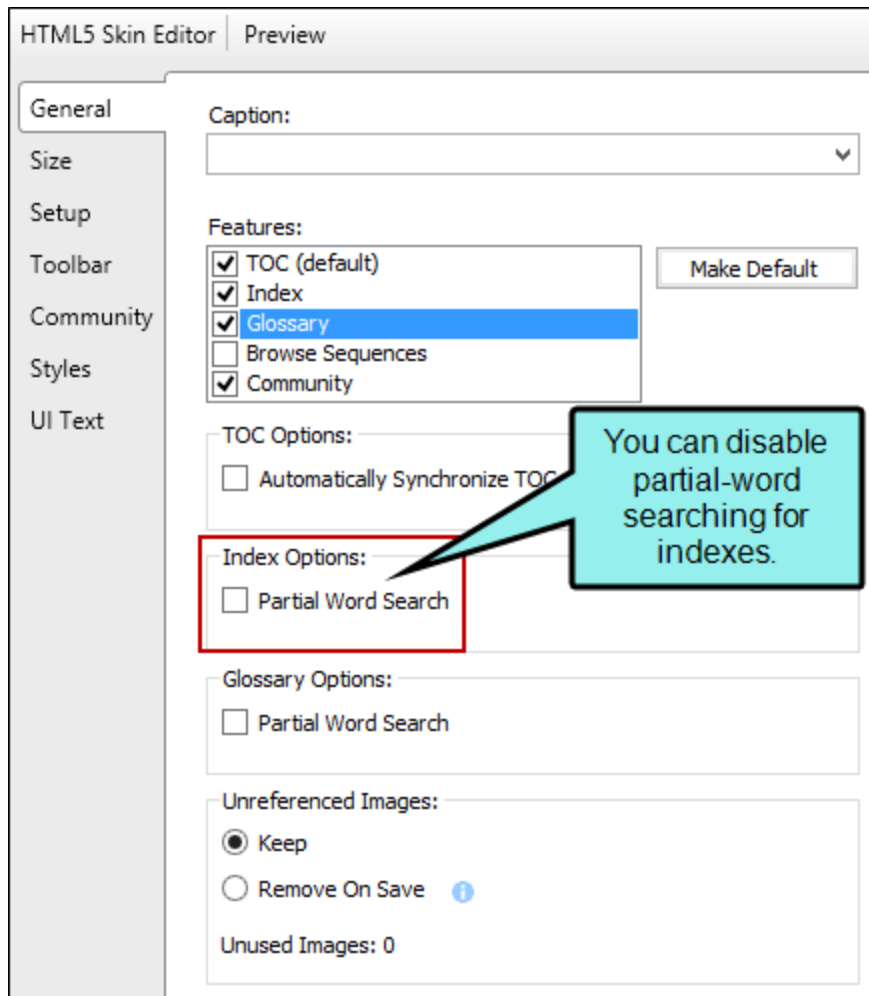 HTML5 Skin Editor Preview
General
Size
Setup
Toolbar
Community
Styles
UI Text
Caption:
Features:
TOC (default)
Index
Glossary
Browse Sequences
Community
Make Default
TOC Options:
Automatically Synchronize TOC
You can disable
partial-word
searching for
indexes.
Index Options:
Partial Word Search
Glossary Options:
Partial Word Search
Unreferenced Images:
Keep
Remove On Save
Unused Images: 0